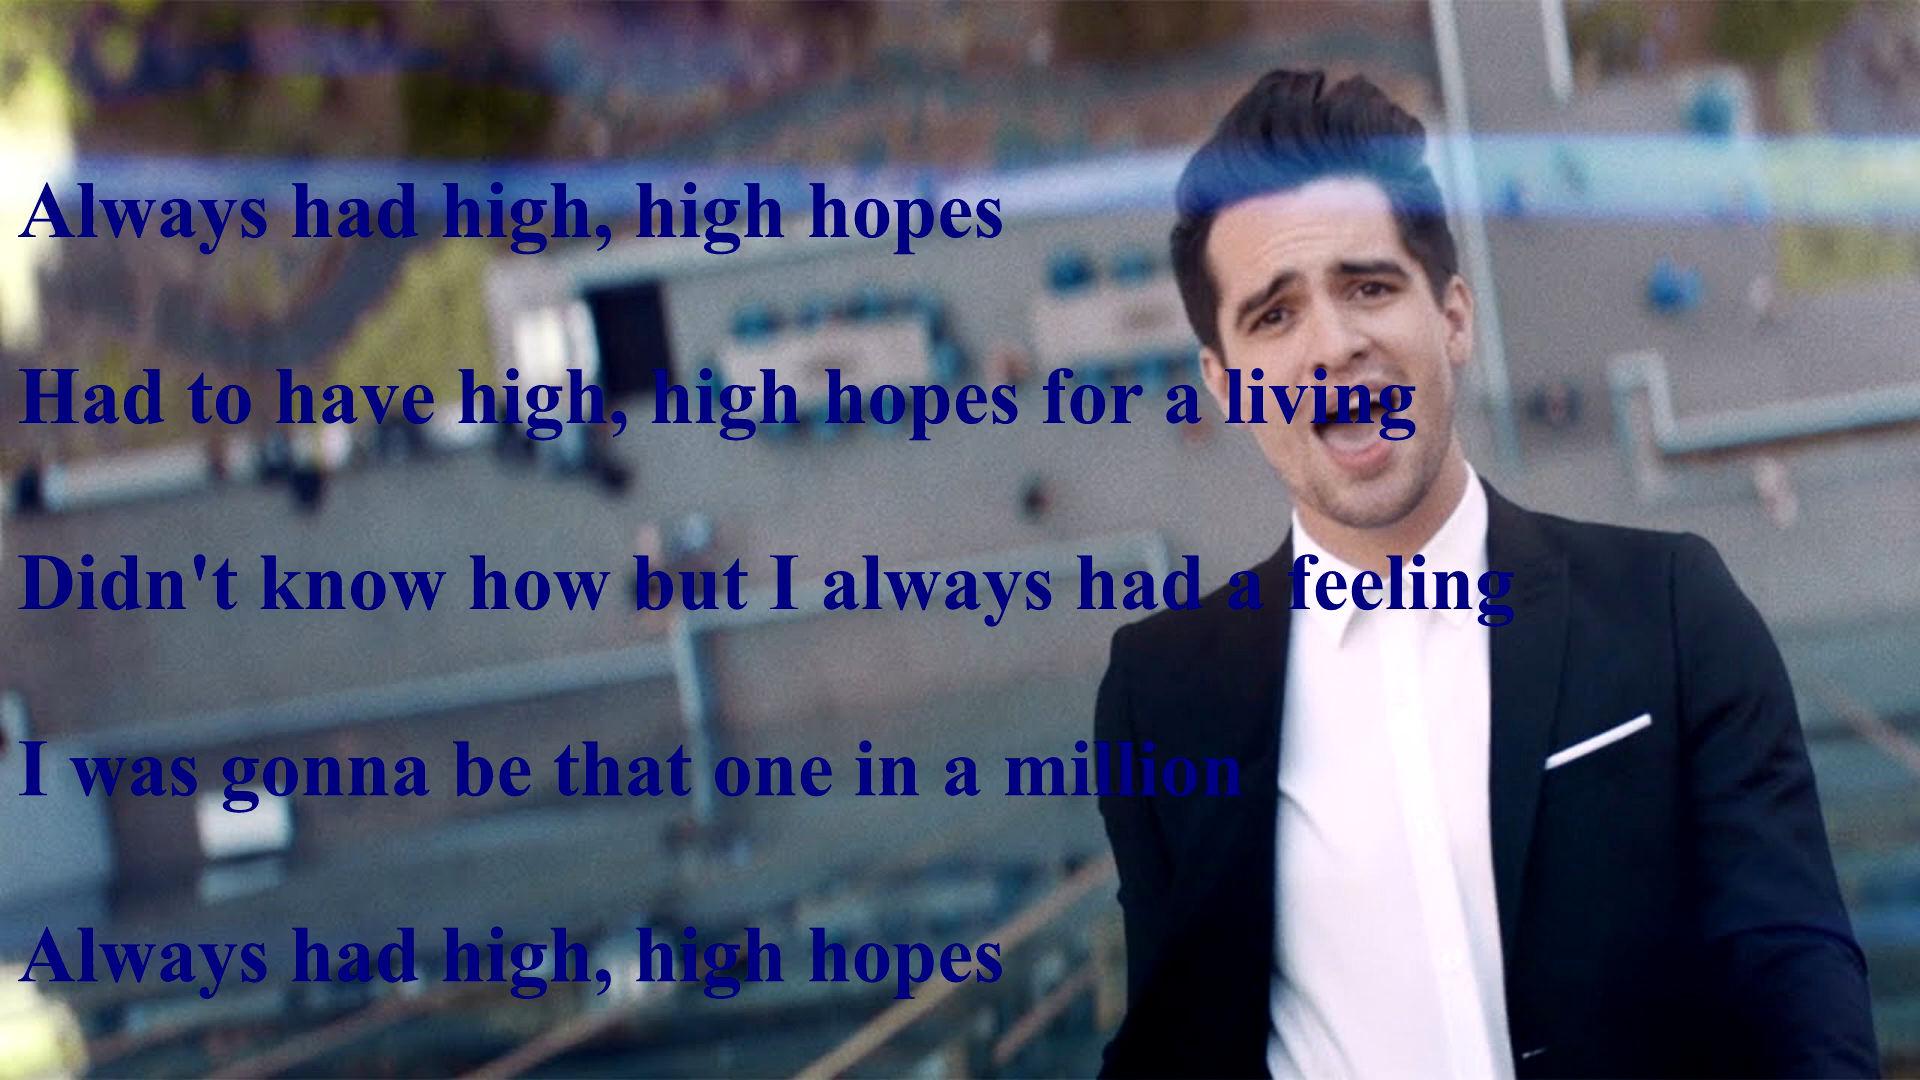 Always had high, high hopes
Had to have high, high hopes for a living
Didn't know how but I always had a feeling
I was gonna be that one in a million
Always had high, high hopes